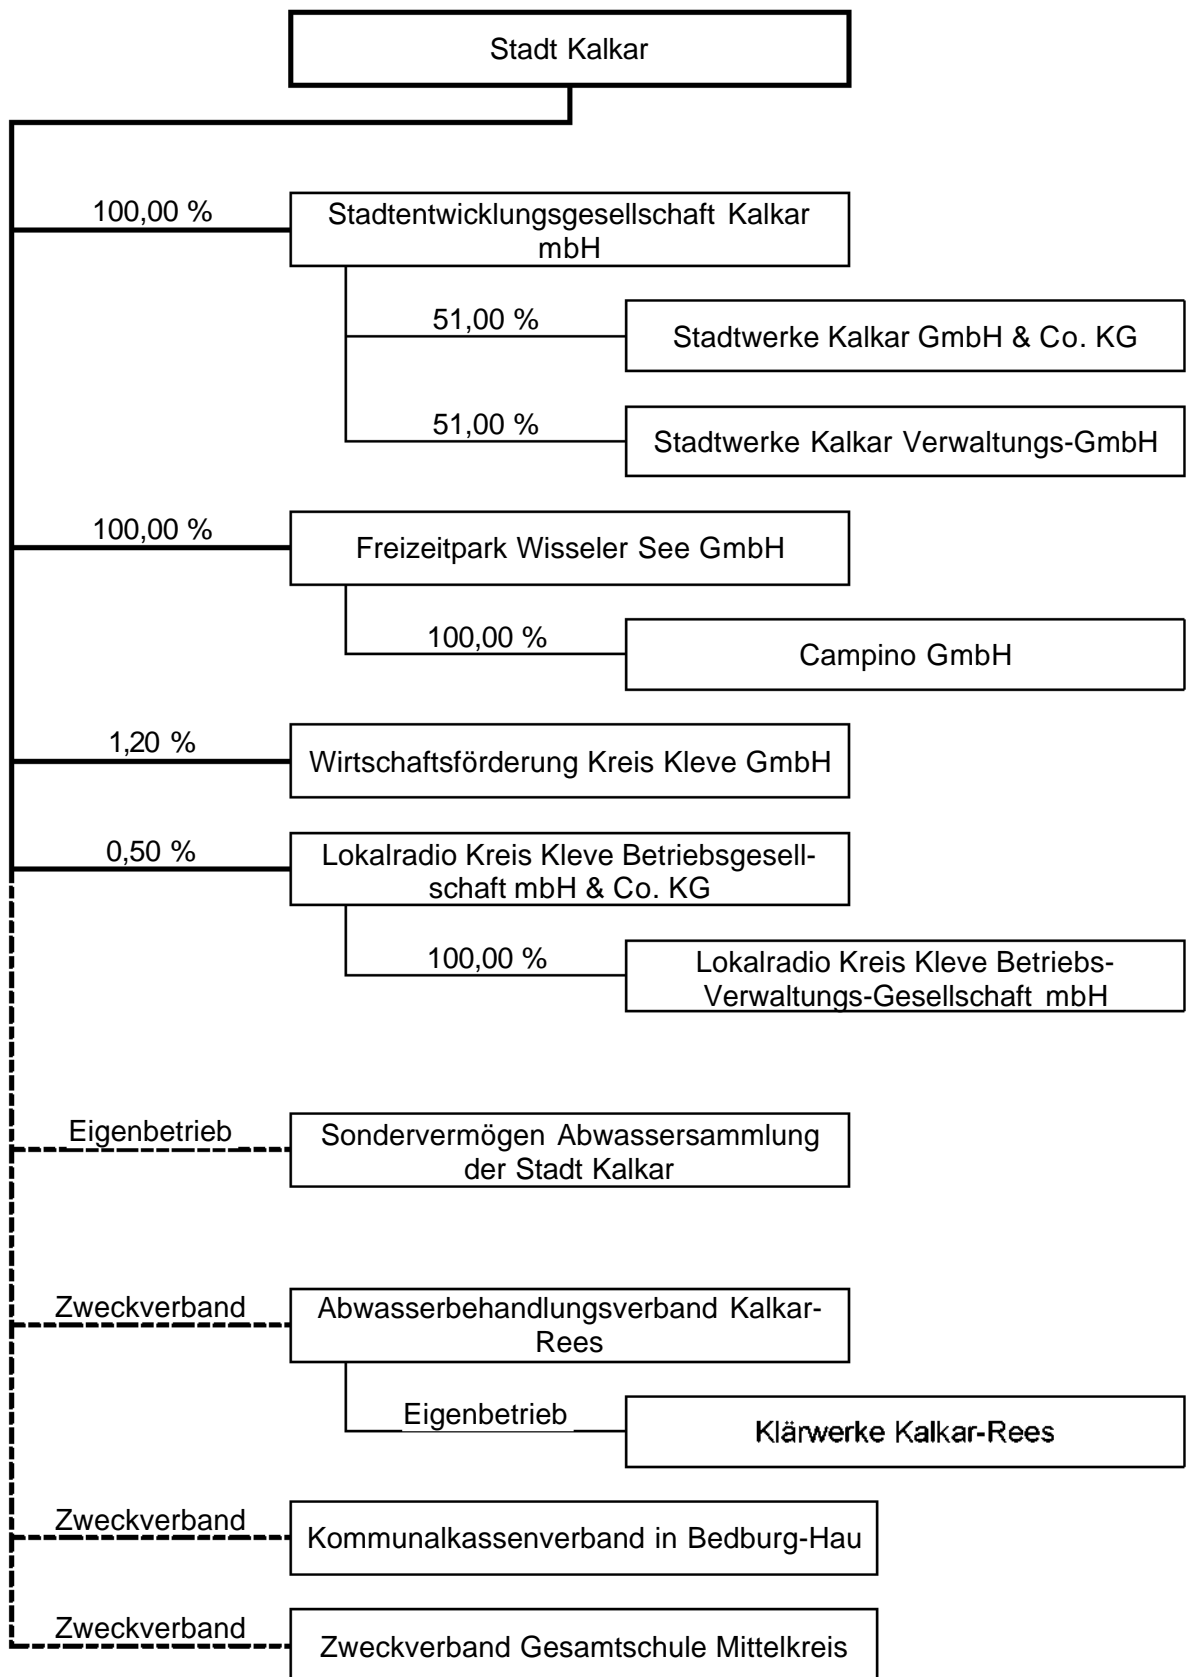 Stadt Kalkar
100,00 %
Stadtentwicklungsgesellschaft Kalkar
mbH
51,00 %
Stadtwerke Kalkar GmbH & Co. KG
51,00 %
Stadtwerke Kalkar Verwaltungs-GmbH
100,00 %
Freizeitpark Wisseler See GmbH
100,00 %
Campino GmbH
1,20 %
Wirtschaftsförderung Kreis Kleve GmbH
0,50 %
Lokalradio Kreis Kleve Betriebsgesell-
schaft mbH & Co. KG
100,00 %
Lokalradio Kreis Kleve Betriebs-
Verwaltungs-Gesellschaft mbH
Eigenbetrieb
Sondervermögen Abwassersammlung
der Stadt Kalkar
Zweckverband
Abwasserbehandlungsverband Kalkar-
Rees
Eigenbetrieb
Klärwerke Kalkar-Rees
Zweckverband
Kommunalkassenverband in Bedburg-Hau
Zweckverband
Zweckverband Gesamtschule Mittelkreis